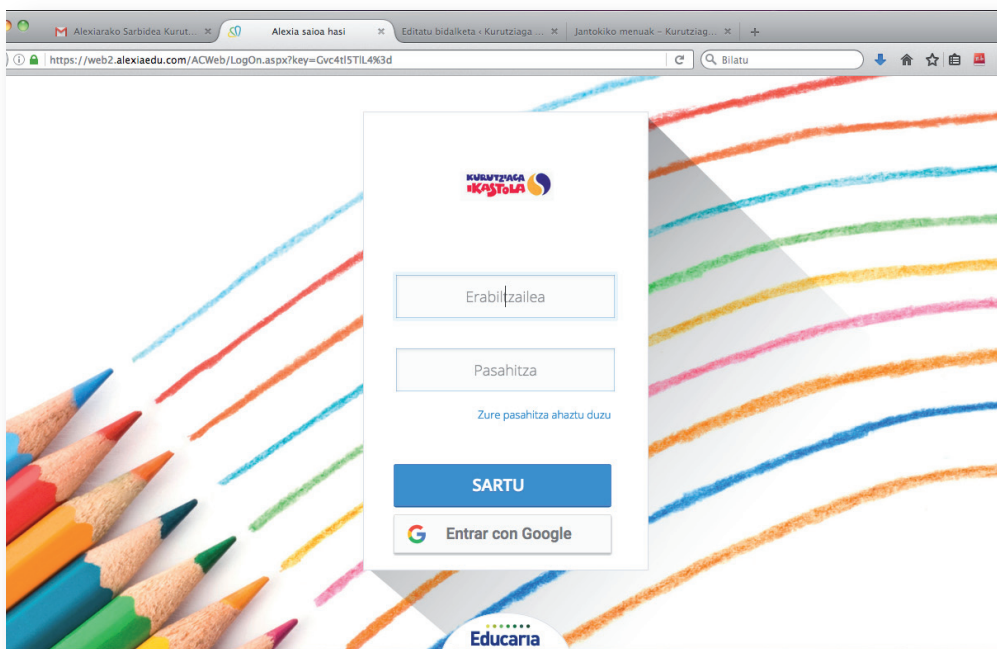 Alexiarako Sarbidea Kurut...
Alexia saioa hasi
Editatu bidalketa ‹ Kurutziaga ...
Jantokiko menuak – Kurutziag...
https://web2.alexiaedu.com/ACWeb/LogOn.aspx?key=Gvc4tl5TlL4%3d
Bilatu
KURUTZIAGA
IKASTOLA
Erabiltzailea
Pasahitza
Zure pasahitza ahaztu duzu
SARTU
Entrar con Google
Educaria